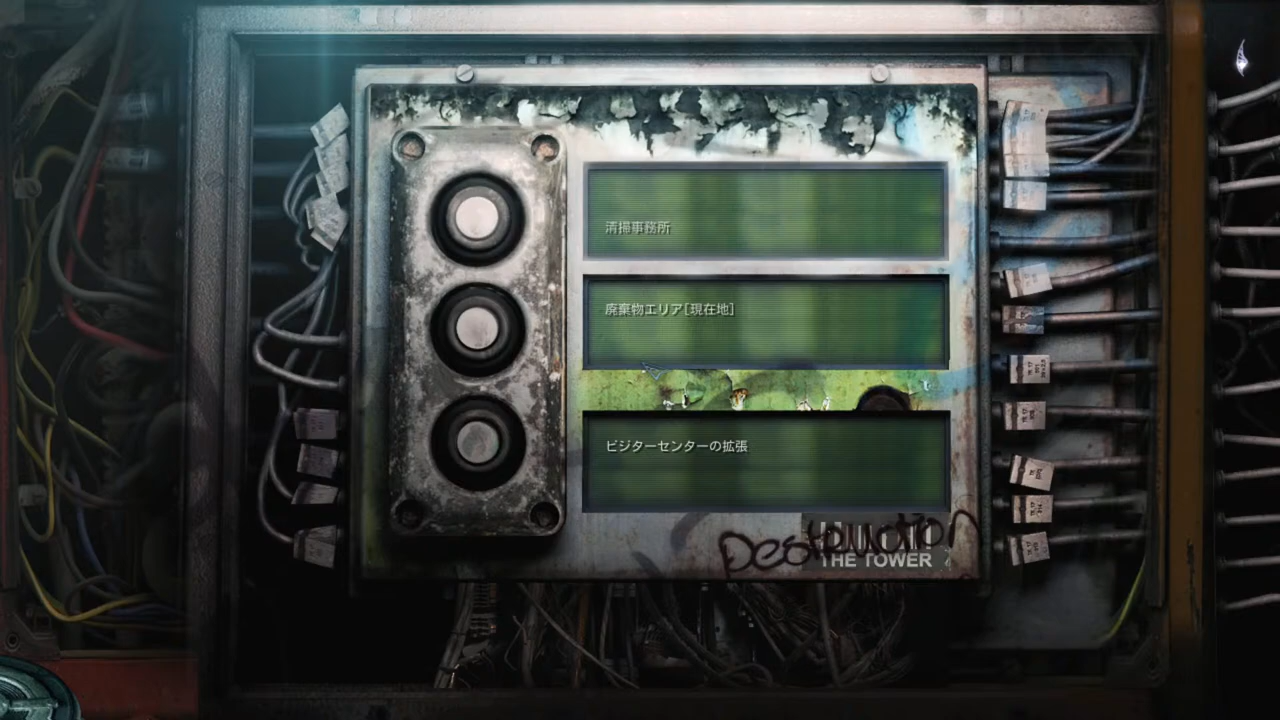 清掃事務所
廃棄物エリア[現在地]
ビジターセンターの拡張
Destruction
THE TOWER